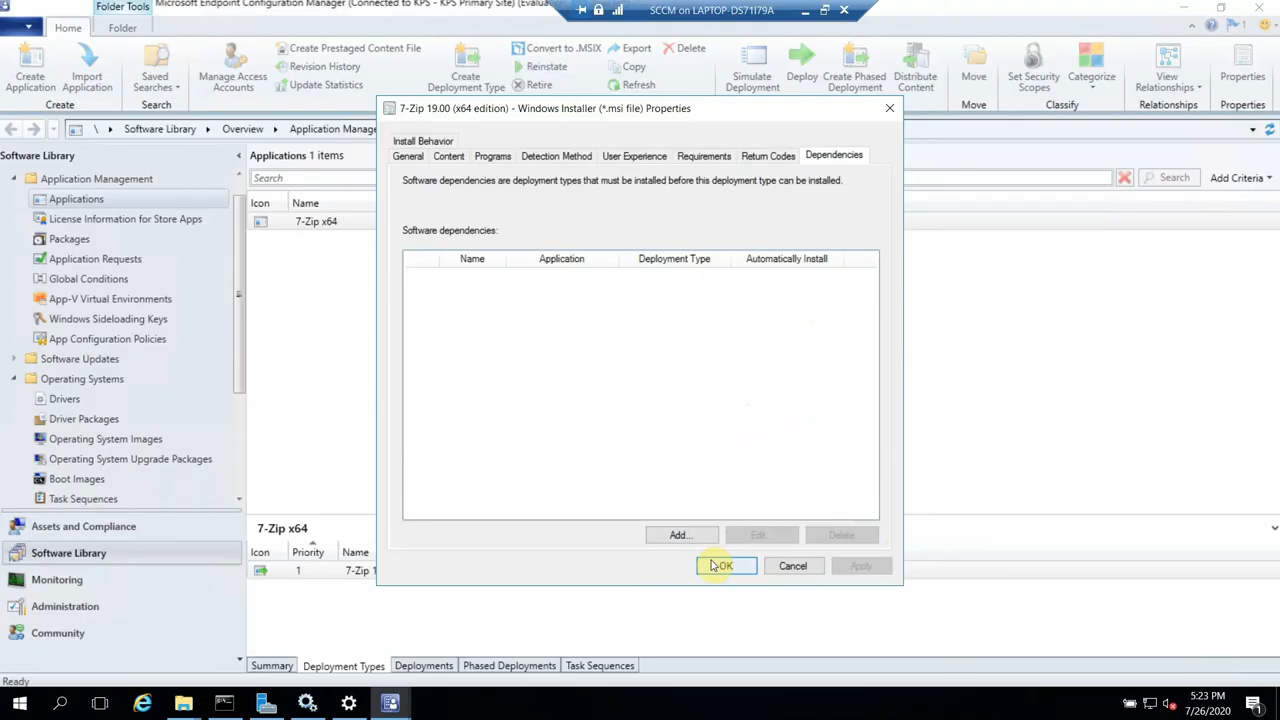 Folder Tools
Microsoft Endpoint Configuration Manager (Connected to KPS - KPS Primary Site) (Evalua
SCCM on LAPTOP-DS71I79A
Home
Folder
1
Create Application
Import Application
Create
Saved Searches
Search
Manage Access Accounts
Create Prestaged Content File
Revision History
Update Statistics
Create Deployment Type
Convert to .MSIX
Reinstate
Retire
Export
Copy
Refresh
Delete
Simulate Deployment
Deploy
Create Phased Deployment
Distribute Content
Move
Move
Set Security Scopes
Categorize
Classify
View Relationships
Relationships
Properties
Properties
\ Software Library Overview Application Manage
Software Library
Application Management
Applications
License Information for Store Apps
Packages
Application Requests
Global Conditions
App-V Virtual Environments
Windows Sideloading Keys
App Configuration Policies
Software Updates
Operating Systems
Drivers
Driver Packages
Operating System Images
Operating System Upgrade Packages
Boot Images
Task Sequences
Assets and Compliance
Software Library
Monitoring
Administration
Community
Applications 1 items
Search
Search
Add Criteria
Icon Name
7-Zip x64
7-Zip 19.00 (x64 edition) - Windows Installer (*.msi file) Properties
Install Behavior
General Content Programs Detection Method User Experience Requirements Return Codes Dependencies
Software dependencies are deployment types that must be installed before this deployment type can be installed.
Software dependencies:
Name Application Deployment Type Automatically Install
Add... Edit... Delete
OK Cancel Apply
7-Zip x64
Icon Priority Name
1 7-Zip 1
Summary Deployment Types Deployments Phased Deployments Task Sequences
Ready
5:23 PM
7/26/2020
1